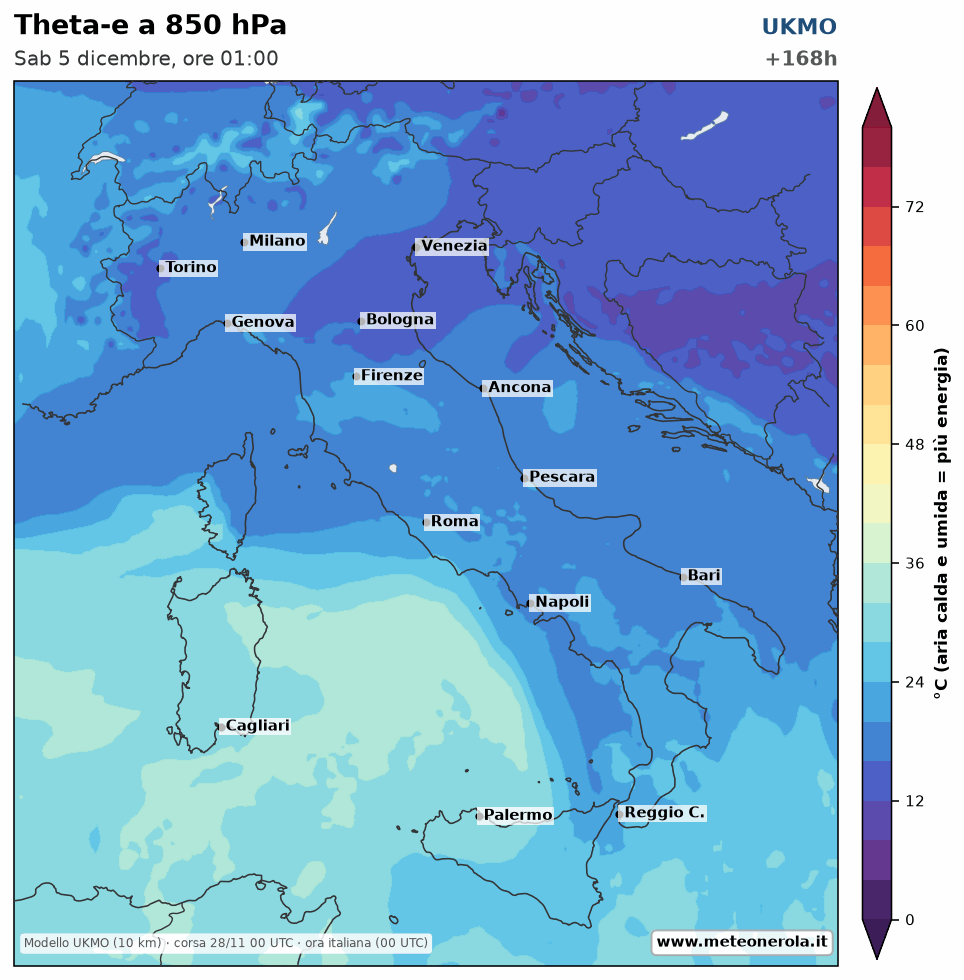 Theta-e a 850 hPa
UKMO
Sab 5 dicembre, ore 01:00
+168h
Milano
Venezia
Torino
Genova
Bologna
Firenze
Ancona
Pescara
Roma
Bari
Napoli
Cagliari
Palermo
Reggio C.
72
60
48
36
24
12
0
°C (aria calda e umida = più energia)
Modello UKMO (10 km) · corsa 28/11 00 UTC · ora italiana (00 UTC)
www.meteonerola.it